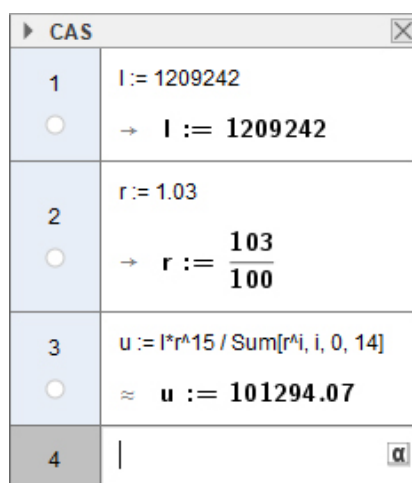 CAS
1
l := 1209242
→ l := 1209242
2
r := 1.03
→ r := 103/100
3
u := l*r^15 / Sum[r^i, i, 0, 14]
≈ u := 101294.07
4
α